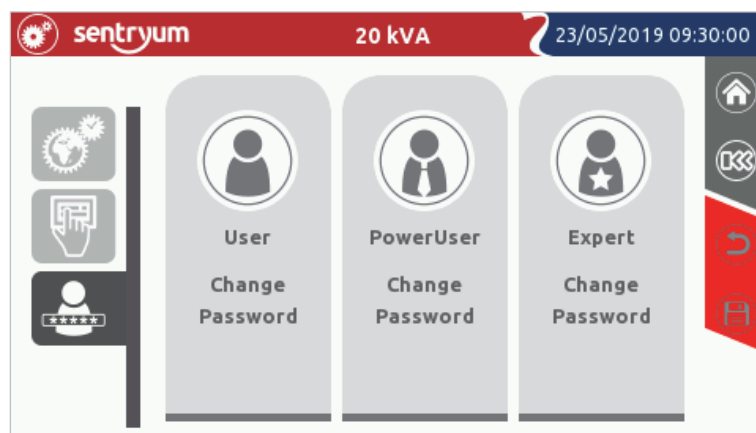 sentryum
20 kVA
23/05/2019 09:30:00
User
Change
Password
PowerUser
Change
Password
Expert
Change
Password
*****